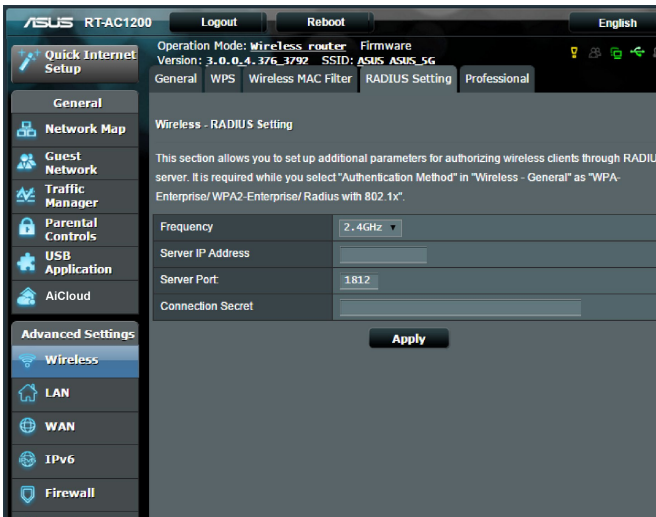 ASUS RT-AC1200 Logout Reboot English
Quick Internet Setup
General
Network Map
Guest Network
Traffic Manager
Parental Controls
USB Application
AiCloud
Advanced Settings
Wireless
LAN
WAN
IPv6
Firewall
Operation Mode: Wireless router Firmware
Version: 3.0.0.4.376_3792 SSID: ASUS ASUS_5G
General WPS Wireless MAC Filter RADIUS Setting Professional
Wireless - RADIUS Setting
This section allows you to set up additional parameters for authorizing wireless clients through RADIU
server. It is required while you select "Authentication Method" in "Wireless - General" as "WPA-
Enterprise/ WPA2-Enterprise/ Radius with 802.1x".
Frequency 2.4GHz
Server IP Address
Server Port: 1812
Connection Secret
Apply